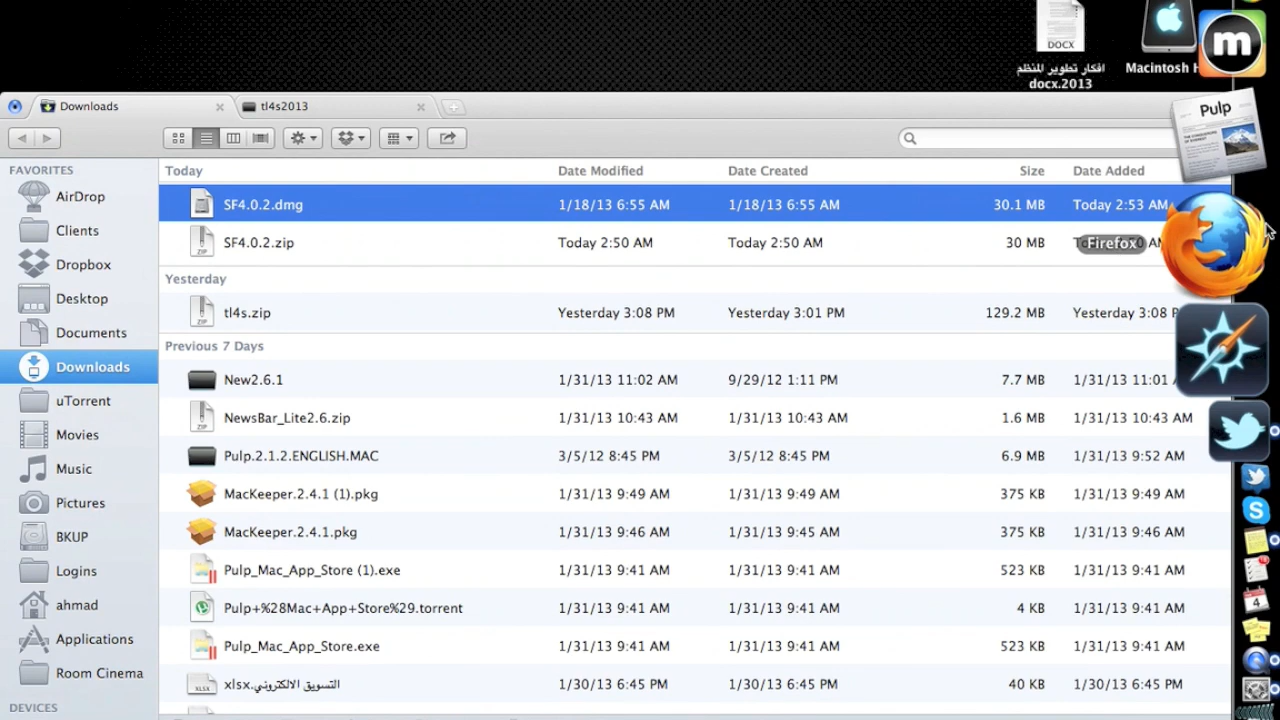 DOCX
افكار تطوير المنظم
docx.2013
Macintosh H
m
Downloads
tl4s2013
Pulp
FAVORITES
Today
Date Modified
Date Created
Size
Date Added
AirDrop
SF4.0.2.dmg
1/18/13 6:55 AM
1/18/13 6:55 AM
30.1 MB
Today 2:53 AM
Clients
ZIP
SF4.0.2.zip
Today 2:50 AM
Today 2:50 AM
30 MB
Firefox
AM
Dropbox
Yesterday
Desktop
ZIP
tl4s.zip
Yesterday 3:08 PM
Yesterday 3:01 PM
129.2 MB
Yesterday 3:08 P
Documents
Previous 7 Days
Downloads
New2.6.1
1/31/13 11:02 AM
9/29/12 1:11 PM
7.7 MB
1/31/13 11:01
uTorrent
ZIP
NewsBar_Lite2.6.zip
1/31/13 10:43 AM
1/31/13 10:43 AM
1.6 MB
1/31/13 10:43 AM
Movies
Pulp.2.1.2.ENGLISH.MAC
3/5/12 8:45 PM
3/5/12 8:45 PM
6.9 MB
1/31/13 9:52 AM
Music
MacKeeper.2.4.1 (1).pkg
1/31/13 9:49 AM
1/31/13 9:49 AM
375 KB
1/31/13 9:49 AM
Pictures
MacKeeper.2.4.1.pkg
1/31/13 9:46 AM
1/31/13 9:45 AM
375 KB
1/31/13 9:46 AM
BKUP
Pulp_Mac_App_Store (1).exe
1/31/13 9:41 AM
1/31/13 9:41 AM
523 KB
1/31/13 9:41 AM
Logins
Pulp+%28Mac+App+Store%29.torrent
1/31/13 9:41 AM
1/31/13 9:41 AM
4 KB
1/31/13 9:41 AM
ahmad
Pulp_Mac_App_Store.exe
1/31/13 9:41 AM
1/31/13 9:41 AM
523 KB
1/31/13 9:41 AM
Applications
XLSX
التسويق الالكتروني.xlsx
1/30/13 6:45 PM
1/30/13 6:45 PM
40 KB
1/30/13 6:45 PM
Room Cinema
DEVICES
S
4